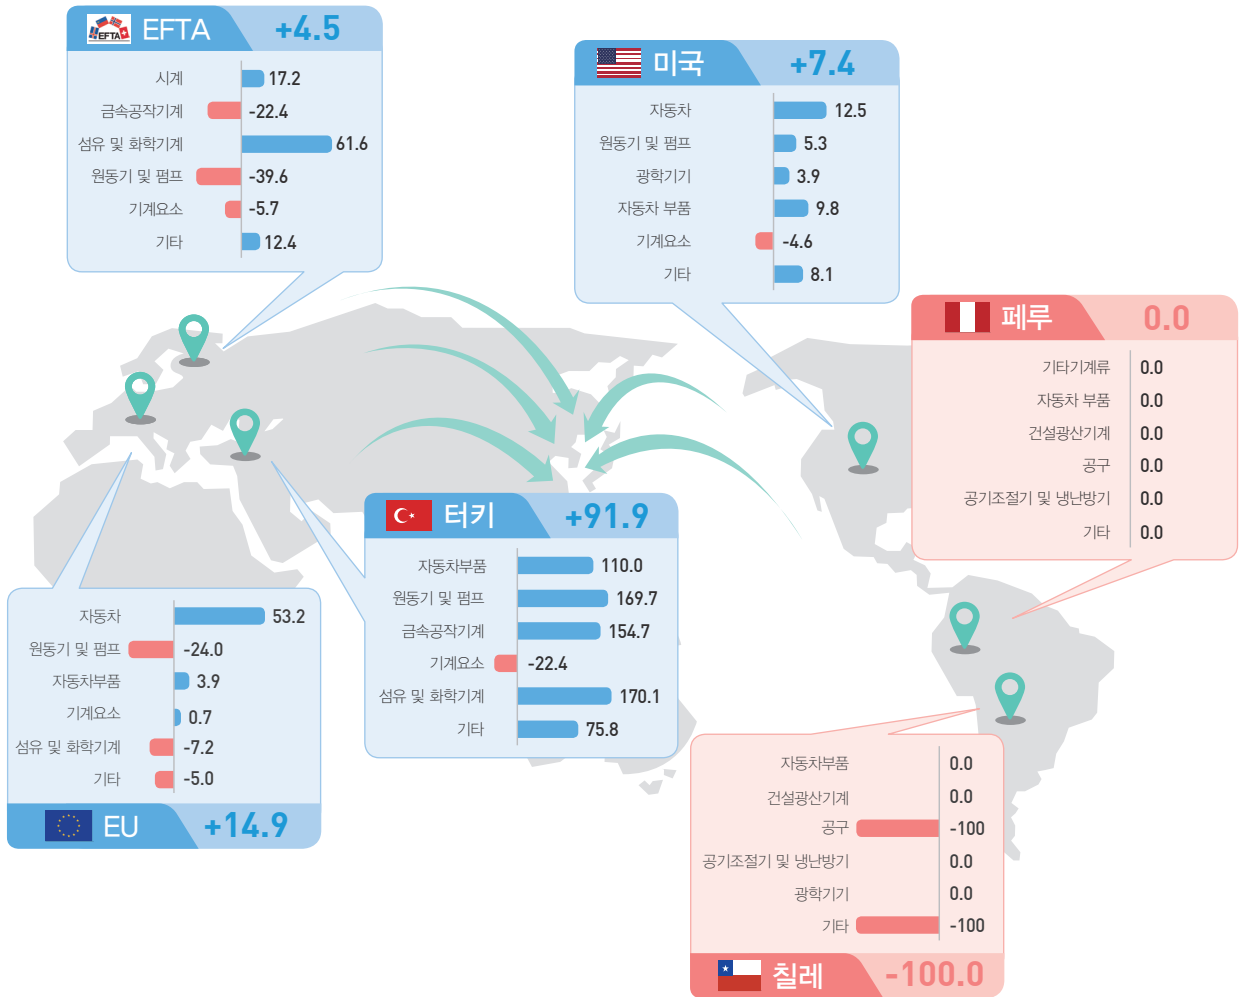 EFTA EFTA +4.5
시계 17.2
금속공작기계 -22.4
섬유 및 화학기계 61.6
원동기 및 펌프 -39.6
기계요소 -5.7
기타 12.4
미국 +7.4
자동차 12.5
원동기 및 펌프 5.3
광학기기 3.9
자동차 부품 9.8
기계요소 -4.6
기타 8.1
페루 0.0
기타기계류 0.0
자동차 부품 0.0
건설광산기계 0.0
공구 0.0
공기조절기 및 냉난방기 0.0
기타 0.0
터키 +91.9
자동차부품 110.0
원동기 및 펌프 169.7
금속공작기계 154.7
기계요소 -22.4
섬유 및 화학기계 170.1
기타 75.8
자동차 53.2
원동기 및 펌프 -24.0
자동차부품 3.9
기계요소 0.7
섬유 및 화학기계 -7.2
기타 -5.0
EU +14.9
자동차부품 0.0
건설광산기계 0.0
공구 -100
공기조절기 및 냉난방기 0.0
광학기기 0.0
기타 -100
칠레 -100.0